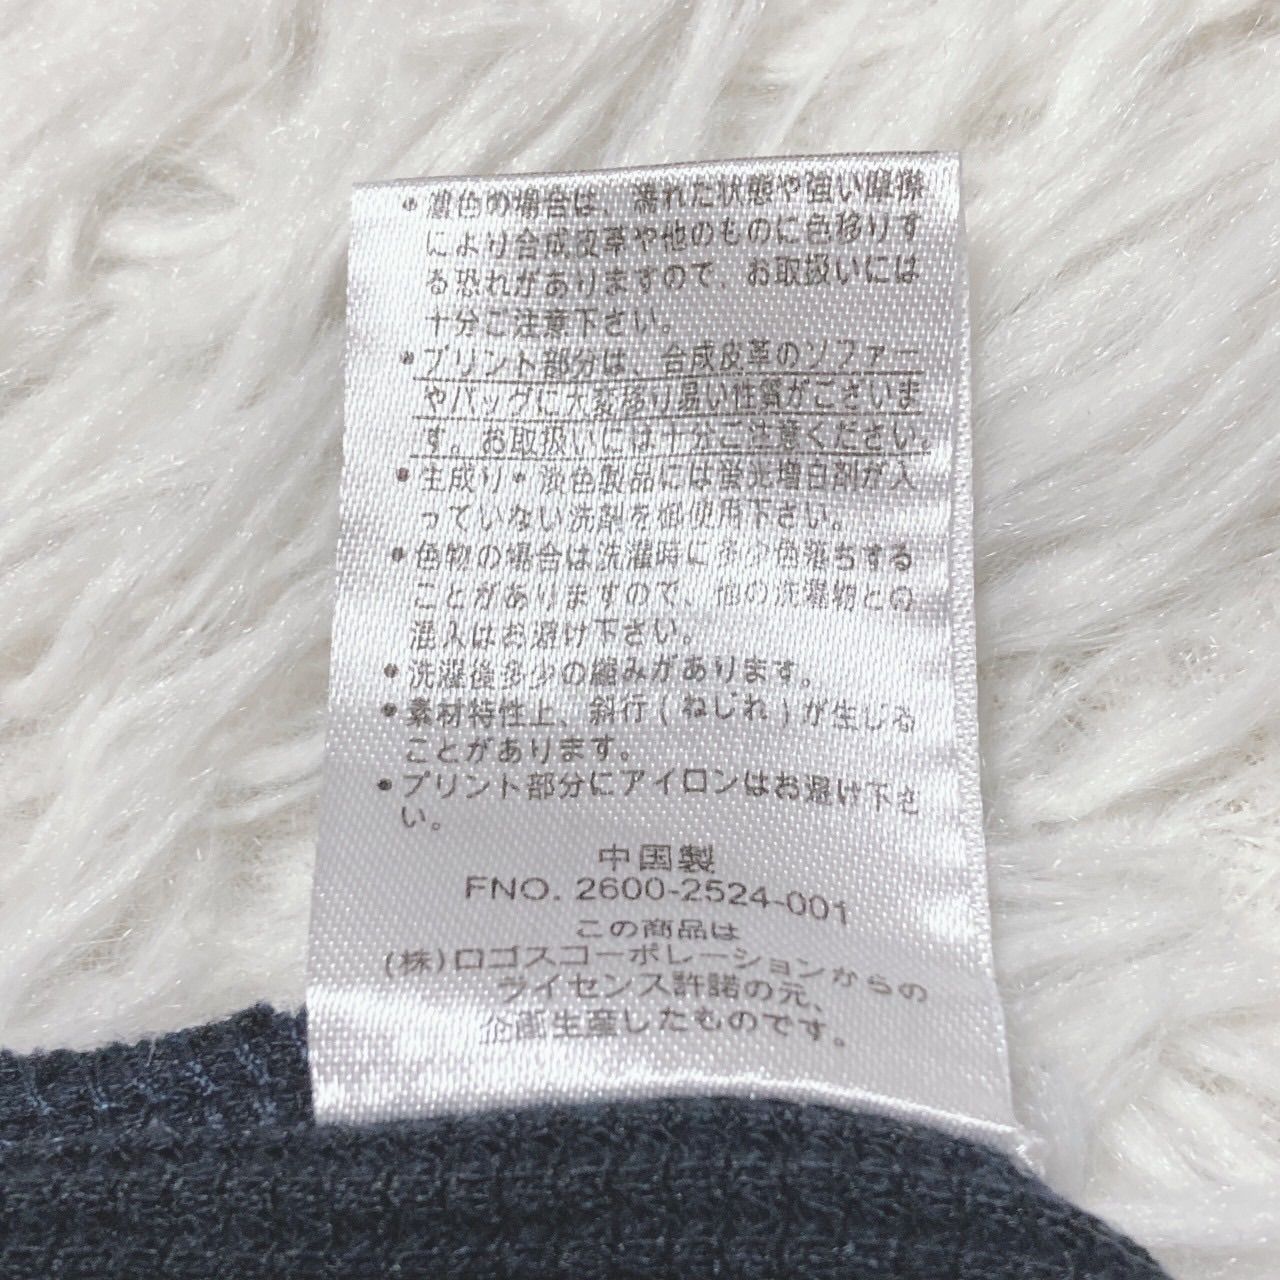 ・濃色の場合は、濡れた状態や強い摩擦
により合成皮革や他のものに色移りす
る恐れがありますので、お取扱いには
十分ご注意下さい。
・プリント部分は、合成皮革のソファー
やバッグに大変移り易い性質がございま
す。お取扱いには十分ご注意ください。
・生成り・淡色製品には蛍光増白剤が入
っていない洗剤を御使用下さい。
・色物の場合は洗濯時に多少色落ちする
ことがありますので、他の洗濯物との
混入はお避け下さい。
・洗濯後多少の縮みがあります。
・素材特性上、斜行(ねじれ)が生じる
ことがあります。
・プリント部分にアイロンはお避け下さ
い。
中国製
FNO. 2600-2524-001
この商品は
(株)ロゴスコーポレーションからの
ライセンス許諾の元、
企画生産したものです。